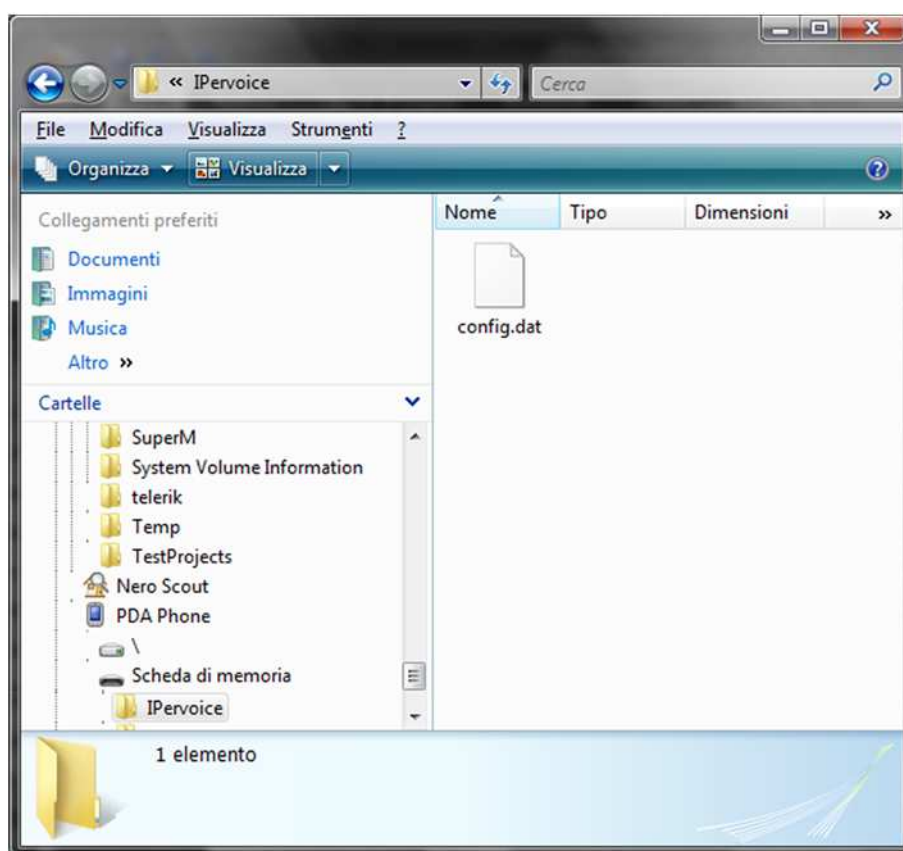 « IPervoice
Cerca
File Modifica Visualizza Strumenti ?
Organizza Visualizza
Collegamenti preferiti
Documenti
Immagini
Musica
Altro »
Cartelle
SuperM
System Volume Information
telerik
Temp
TestProjects
Nero Scout
PDA Phone
\
Scheda di memoria
IPervoice
Nome Tipo Dimensioni »
config.dat
1 elemento